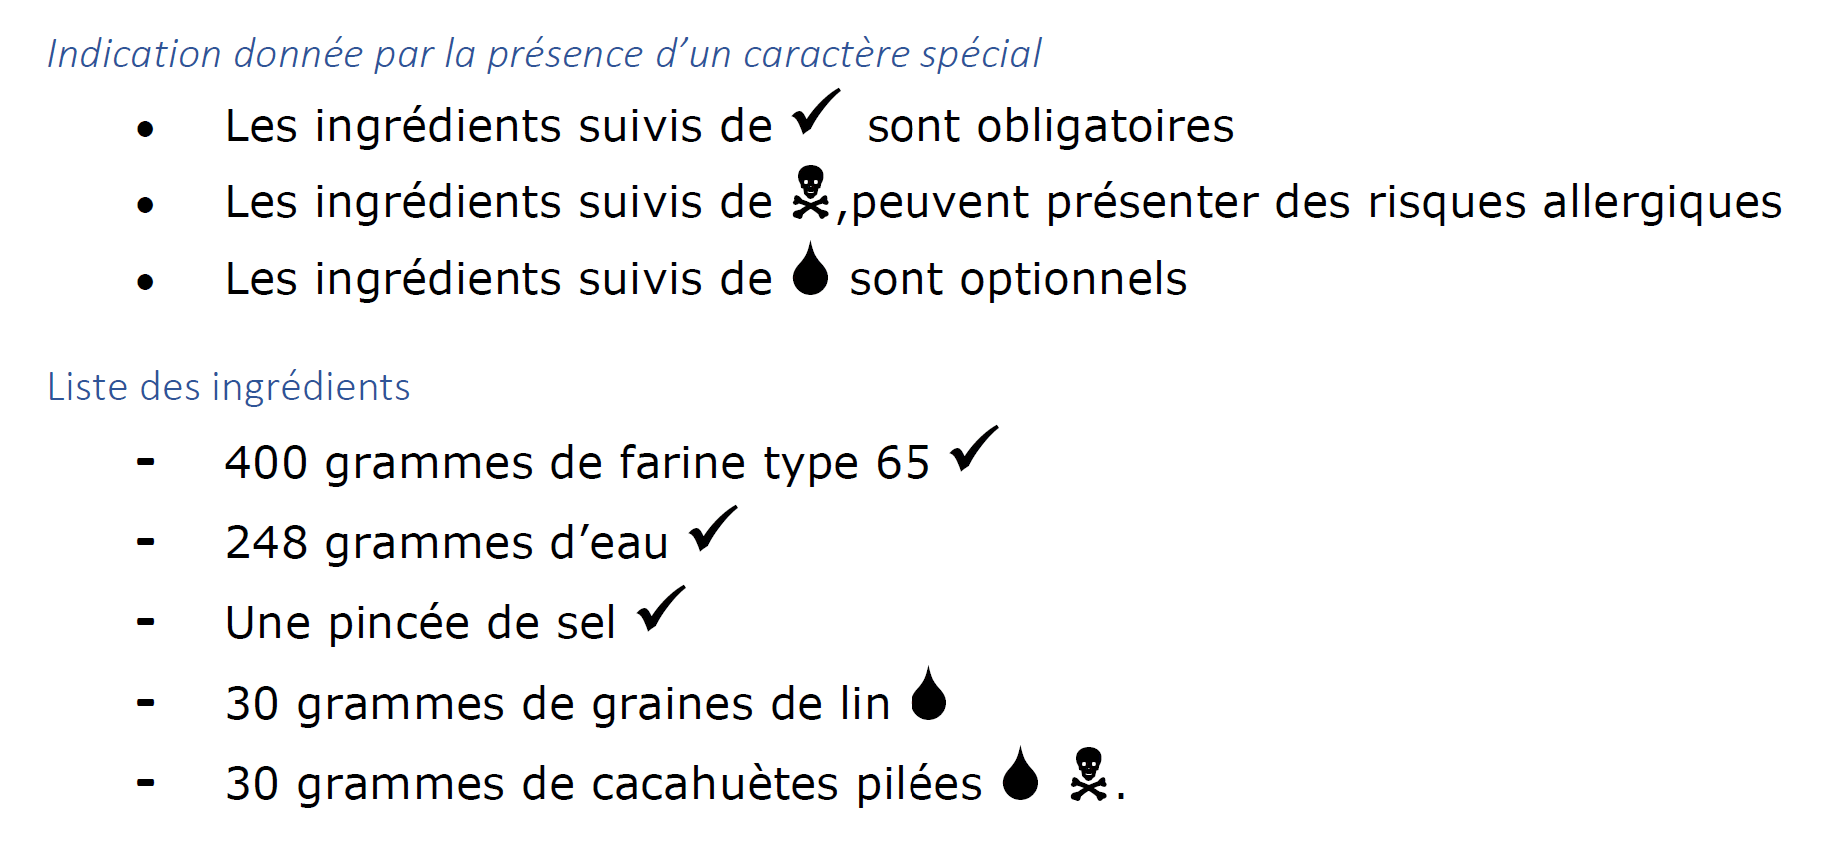 Indication donnée par la présence d’un caractère spécial
• Les ingrédients suivis de ✓ sont obligatoires
• Les ingrédients suivis de ☠,peuvent présenter des risques allergiques
• Les ingrédients suivis de 💧 sont optionnels
Liste des ingrédients
- 400 grammes de farine type 65 ✓
- 248 grammes d’eau ✓
- Une pincée de sel ✓
- 30 grammes de graines de lin 💧
- 30 grammes de cacahuètes pilées 💧 ☠.